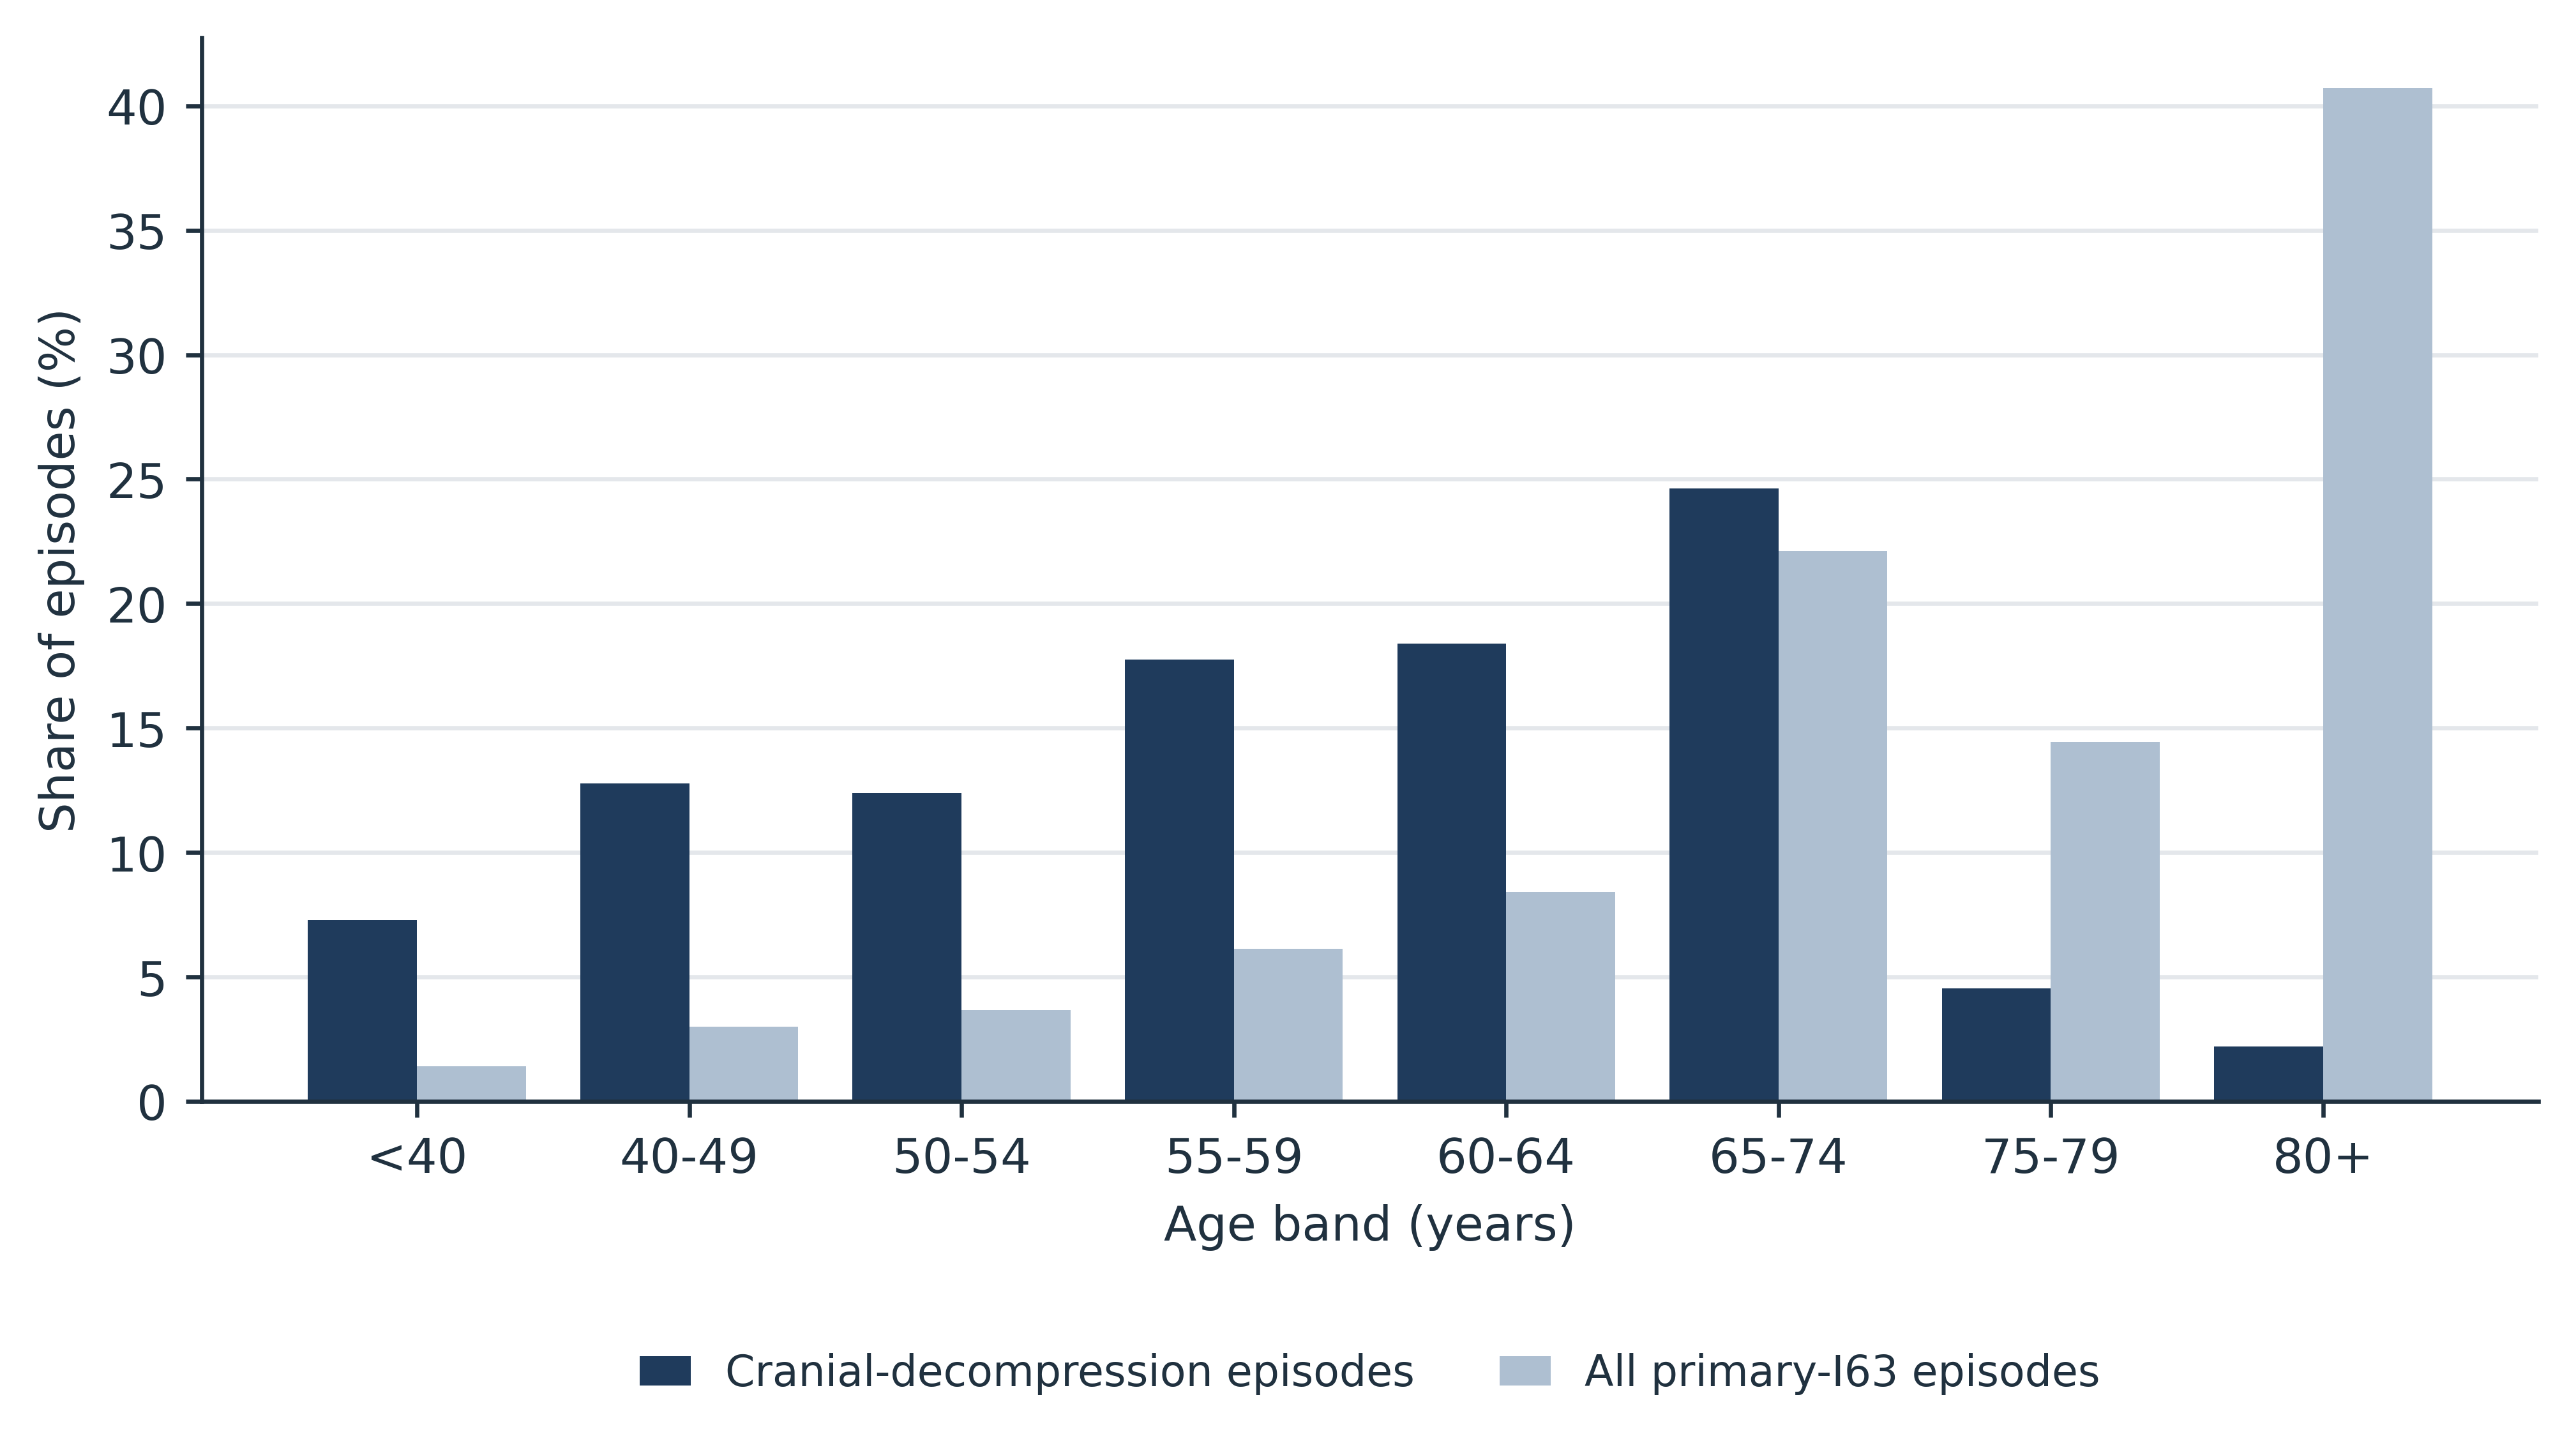 Share of episodes (%)
40
35
30
25
20
15
10
5
0
<40 40-49 50-54 55-59 60-64 65-74 75-79 80+
Age band (years)
Cranial-decompression episodes All primary-I63 episodes